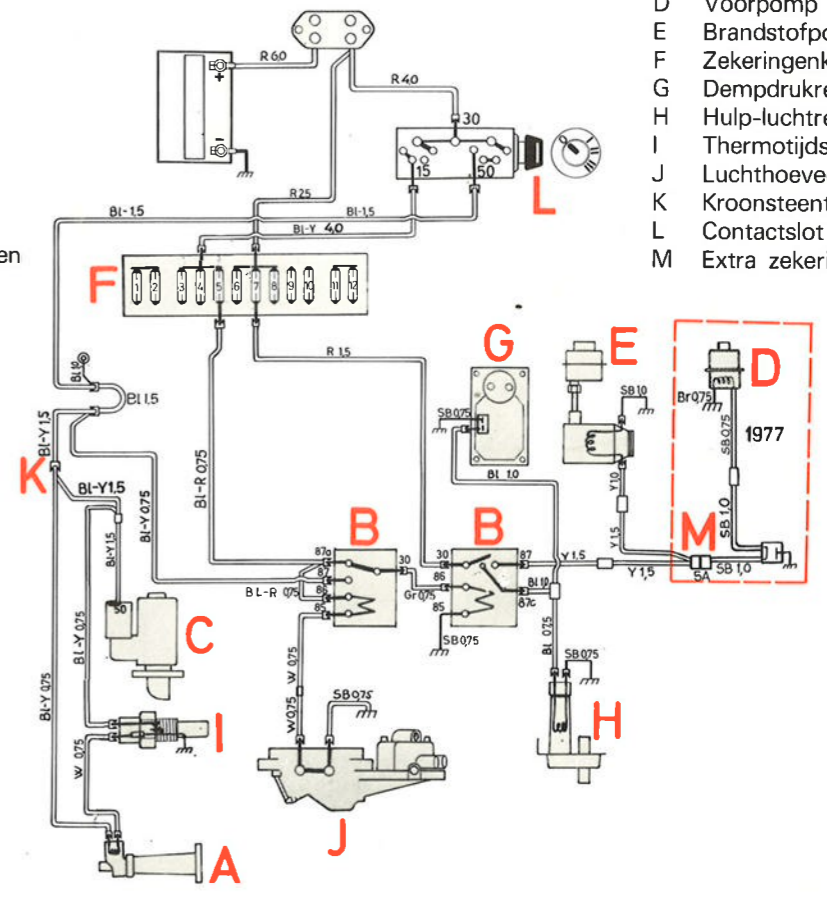 D Voorpomp
E Brandstofpo
F Zekeringenk
G Dempdrukre
H Hulp-luchtre
I Thermotijds
J Luchthoeve
K Kroonsteent
L Contactslot
M Extra zekeri
en
R 6,0
R 4,0
+
-
30
15
50
0
I
II
III
L
R 2,5
Bl-1,5
Bl-1,5
Bl-Y 4,0
F
1 2 3 4 5 6 7 8 9 10 11 12
R 1,5
G
E
D
Bl 1,0
Bl 1,5
Bl-Y 1,5
SB 0,75
SB 1,0
Br 0,75
SB 0,75
1977
K
Bl-Y 1,5
Bl-Y 1,5
Bl-Y 0,75
Bl-R 0,75
Bl 1,0
Y 1,0
Y 1,5
SB 1,0
B
B
M
87a
87
86
85
30
BL-R 0,75
Gr 0,75
30
86
85
87
87c
Bl 1,0
Y 1,5
Y 1,5
5A
SB 1,0
SB 0,75
50
C
Bl-Y 0,75
Bl-Y 0,75
W 0,75
W 0,75
SB 0,75
Bl 0,75
SB 0,75
H
I
W 0,75
J
A